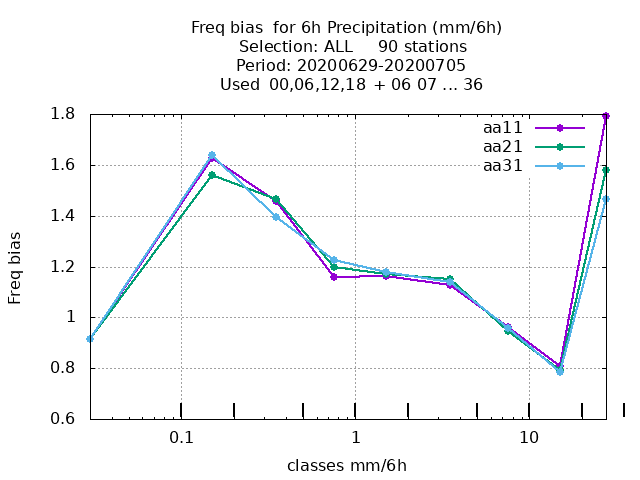 Freq bias  for 6h Precipitation (mm/6h)
Selection: ALL     90 stations
Period: 20200629-20200705
Used  00,06,12,18  + 06 07 ... 36
aa11
aa21
aa31
1.8
1.6
1.4
1.2
1
0.8
0.6
Freq bias
0.1
1
10
classes mm/6h